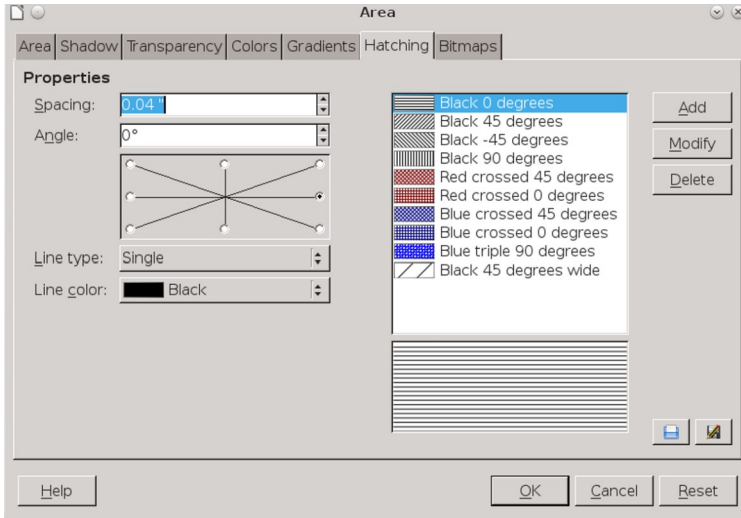 Area
Area Shadow Transparency Colors Gradients Hatching Bitmaps
Properties
Spacing: 0.04"
Angle: 0°
Line type: Single
Line color: Black
Black 0 degrees
Black 45 degrees
Black -45 degrees
Black 90 degrees
Red crossed 45 degrees
Red crossed 0 degrees
Blue crossed 45 degrees
Blue crossed 0 degrees
Blue triple 90 degrees
Black 45 degrees wide
Add
Modify
Delete
Help OK Cancel Reset